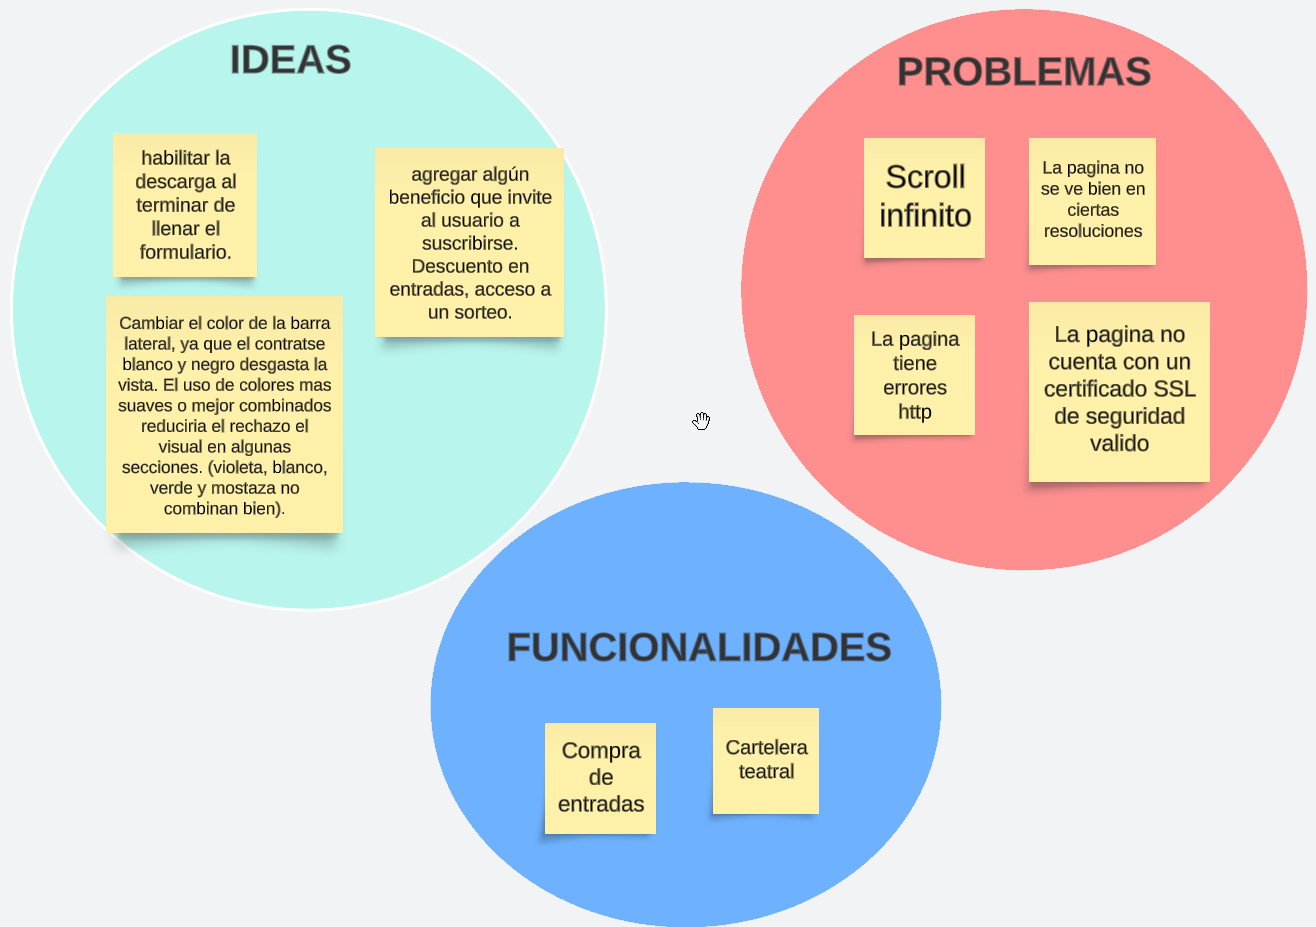 IDEAS
habilitar la
descarga al
terminar de
llenar el
formulario.
agregar algún
beneficio que invite
al usuario a
suscribirse.
Descuento en
entradas, acceso a
un sorteo.
Cambiar el color de la barra
lateral, ya que el contratse
blanco y negro desgasta la
vista. El uso de colores mas
suaves o mejor combinados
reduciria el rechazo el
visual en algunas
secciones. (violeta, blanco,
verde y mostaza no
combinan bien).
PROBLEMAS
Scroll
infinito
La pagina no
se ve bien en
ciertas
resoluciones
La pagina
tiene
errores
http
La pagina no
cuenta con un
certificado SSL
de seguridad
valido
FUNCIONALIDADES
Compra
de
entradas
Cartelera
teatral